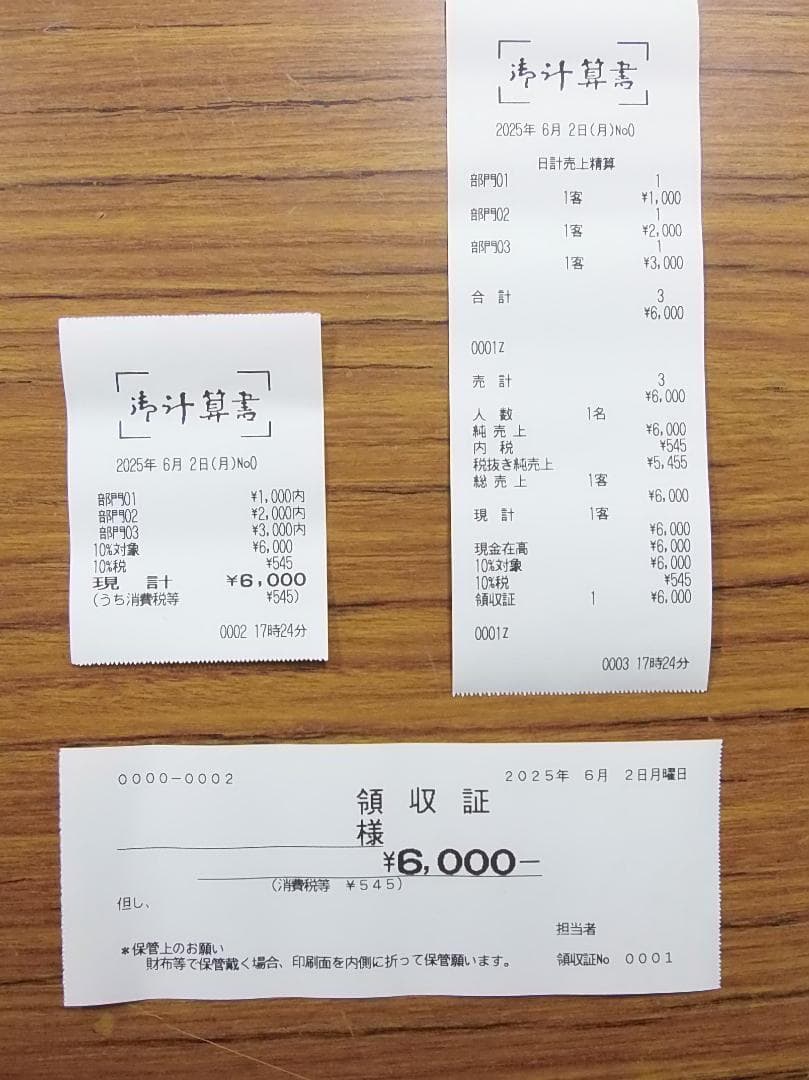 御計算書
2025年 6月 2日(月)No0
部門01 ¥1,000内
部門02 ¥2,000内
部門03 ¥3,000内
10%対象 ¥6,000
10%税 ¥545
現 計 ¥6,000
(うち消費税等 ¥545)
0002 17時24分
御計算書
2025年 6月 2日(月)No0
日計売上精算
部門01 1
1客 ¥1,000
部門02 1
1客 ¥2,000
部門03 1
1客 ¥3,000
合 計 3
¥6,000
0001Z
売 計 3
¥6,000
人 数 1名
純 売 上 ¥6,000
内 税 ¥545
税抜き純売上 ¥5,455
総 売 上 1客
¥6,000
現 計 1客
¥6,000
現金在高 ¥6,000
10%対象 ¥6,000
10%税 ¥545
領収証 1 ¥6,000
0001Z
0003 17時24分
0000-0002 2025年 6月 2日月曜日
領 収 証
様
¥6,000-
(消費税等 ¥545)
但し、
担当者
*保管上のお願い
財布等で保管戴く場合、印刷面を内側に折って保管願います。 領収証No 0001